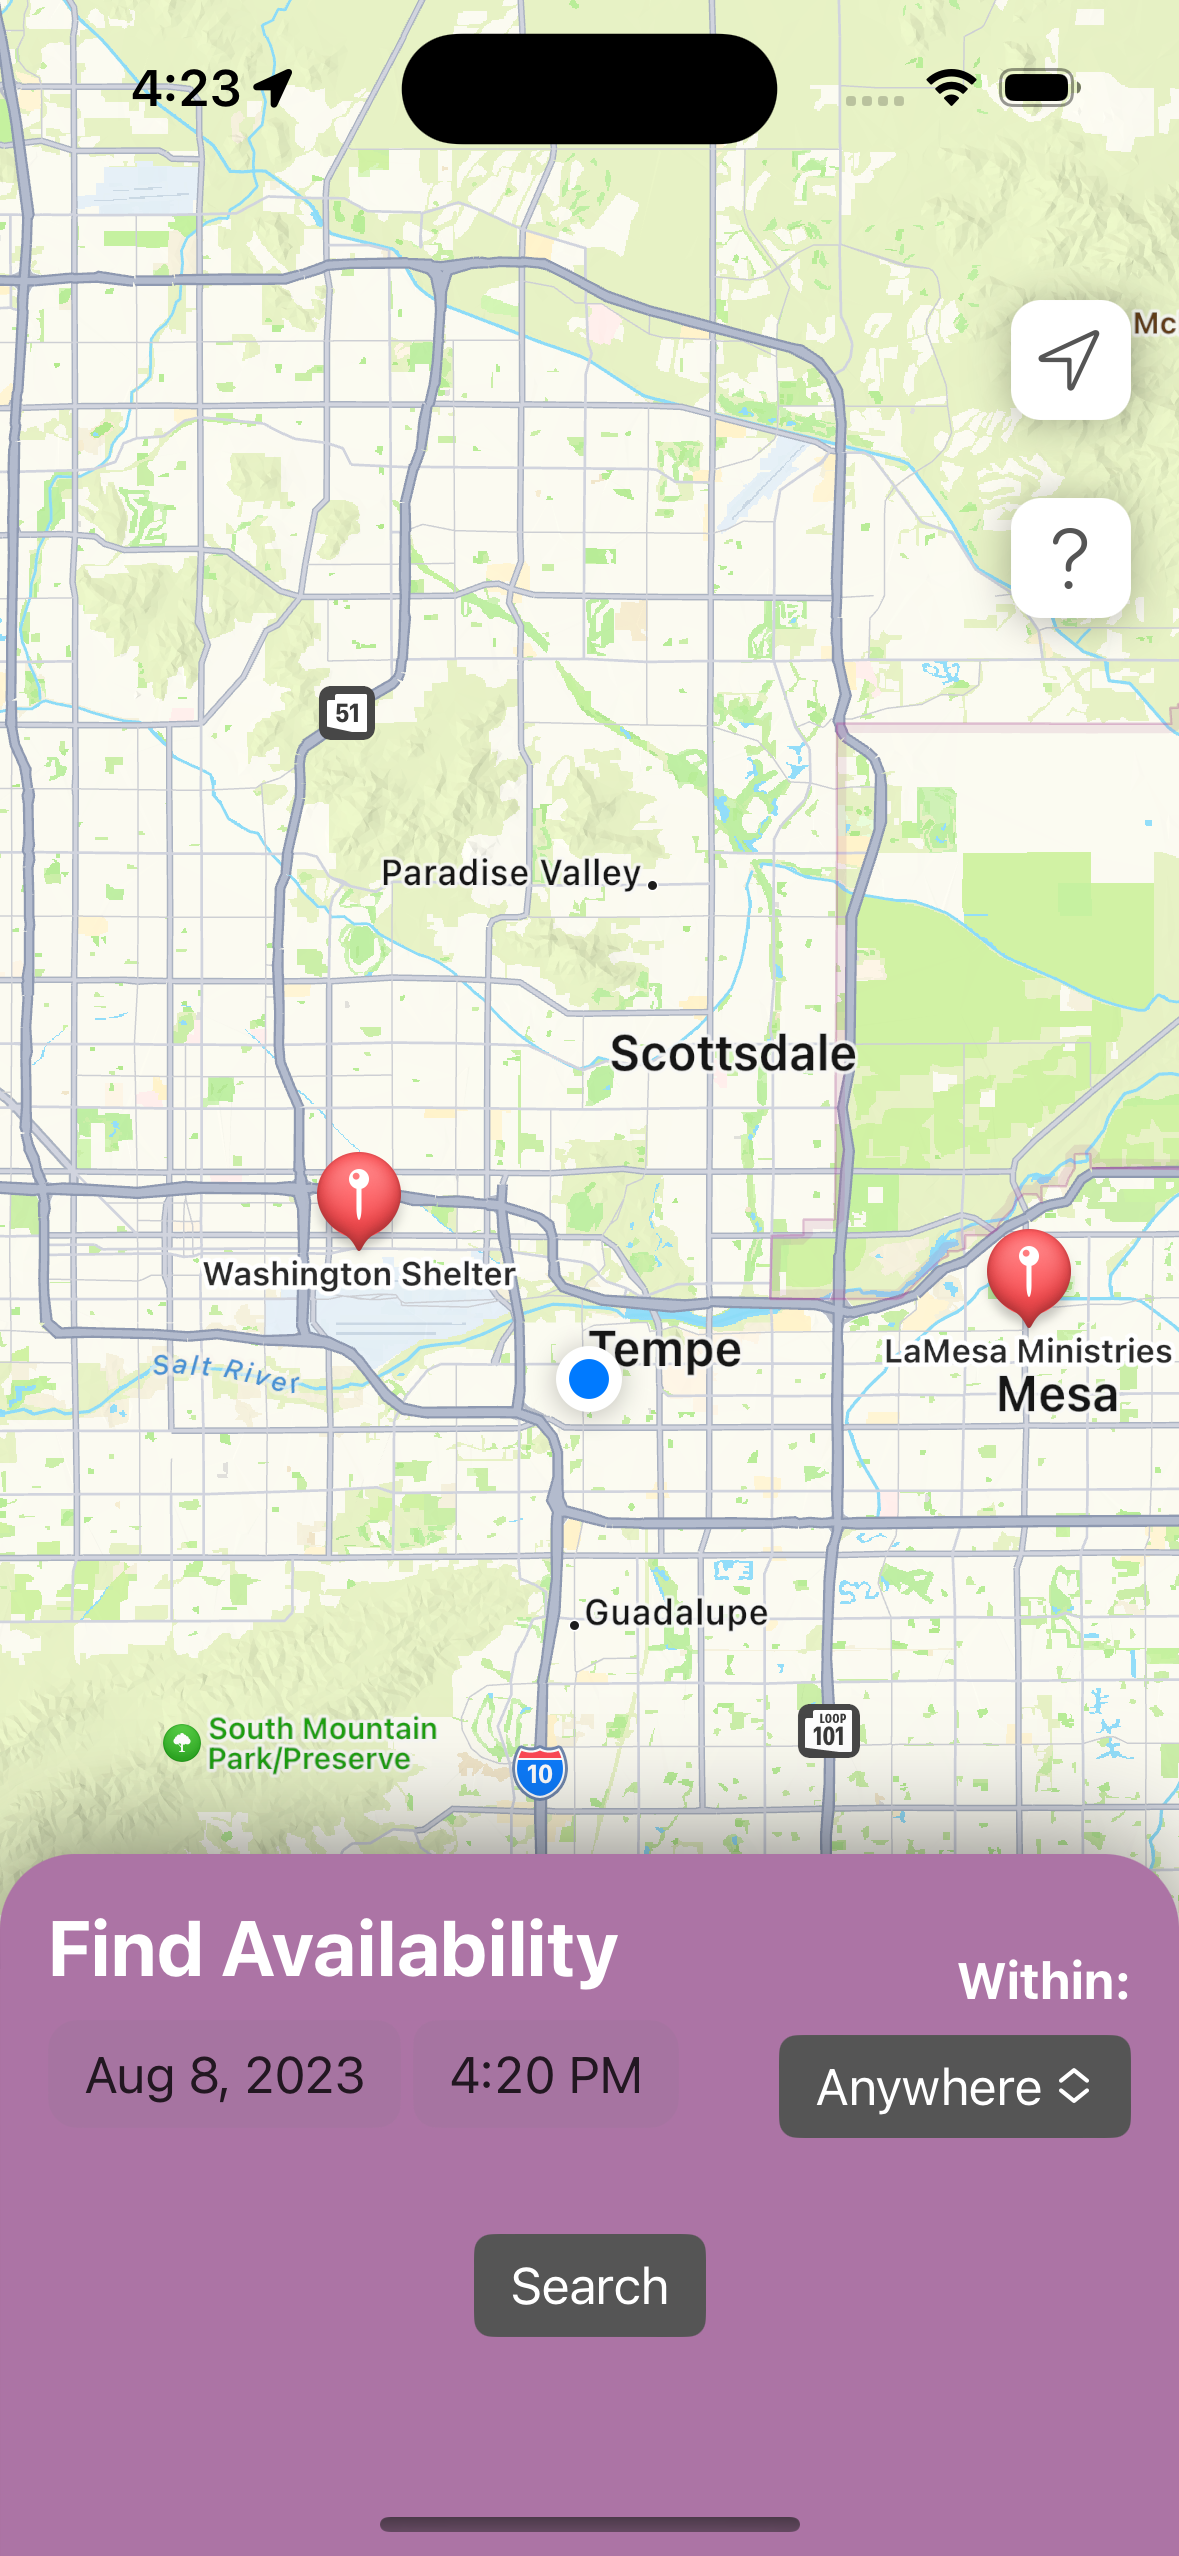 4:23
Mc
?
51
Paradise Valley
Scottsdale
Washington Shelter
Tempe
LaMesa Ministries
Mesa
Salt River
Guadalupe
South Mountain
Park/Preserve
LOOP
101
10
Find Availability
Within:
Aug 8, 2023
4:20 PM
Anywhere
Search